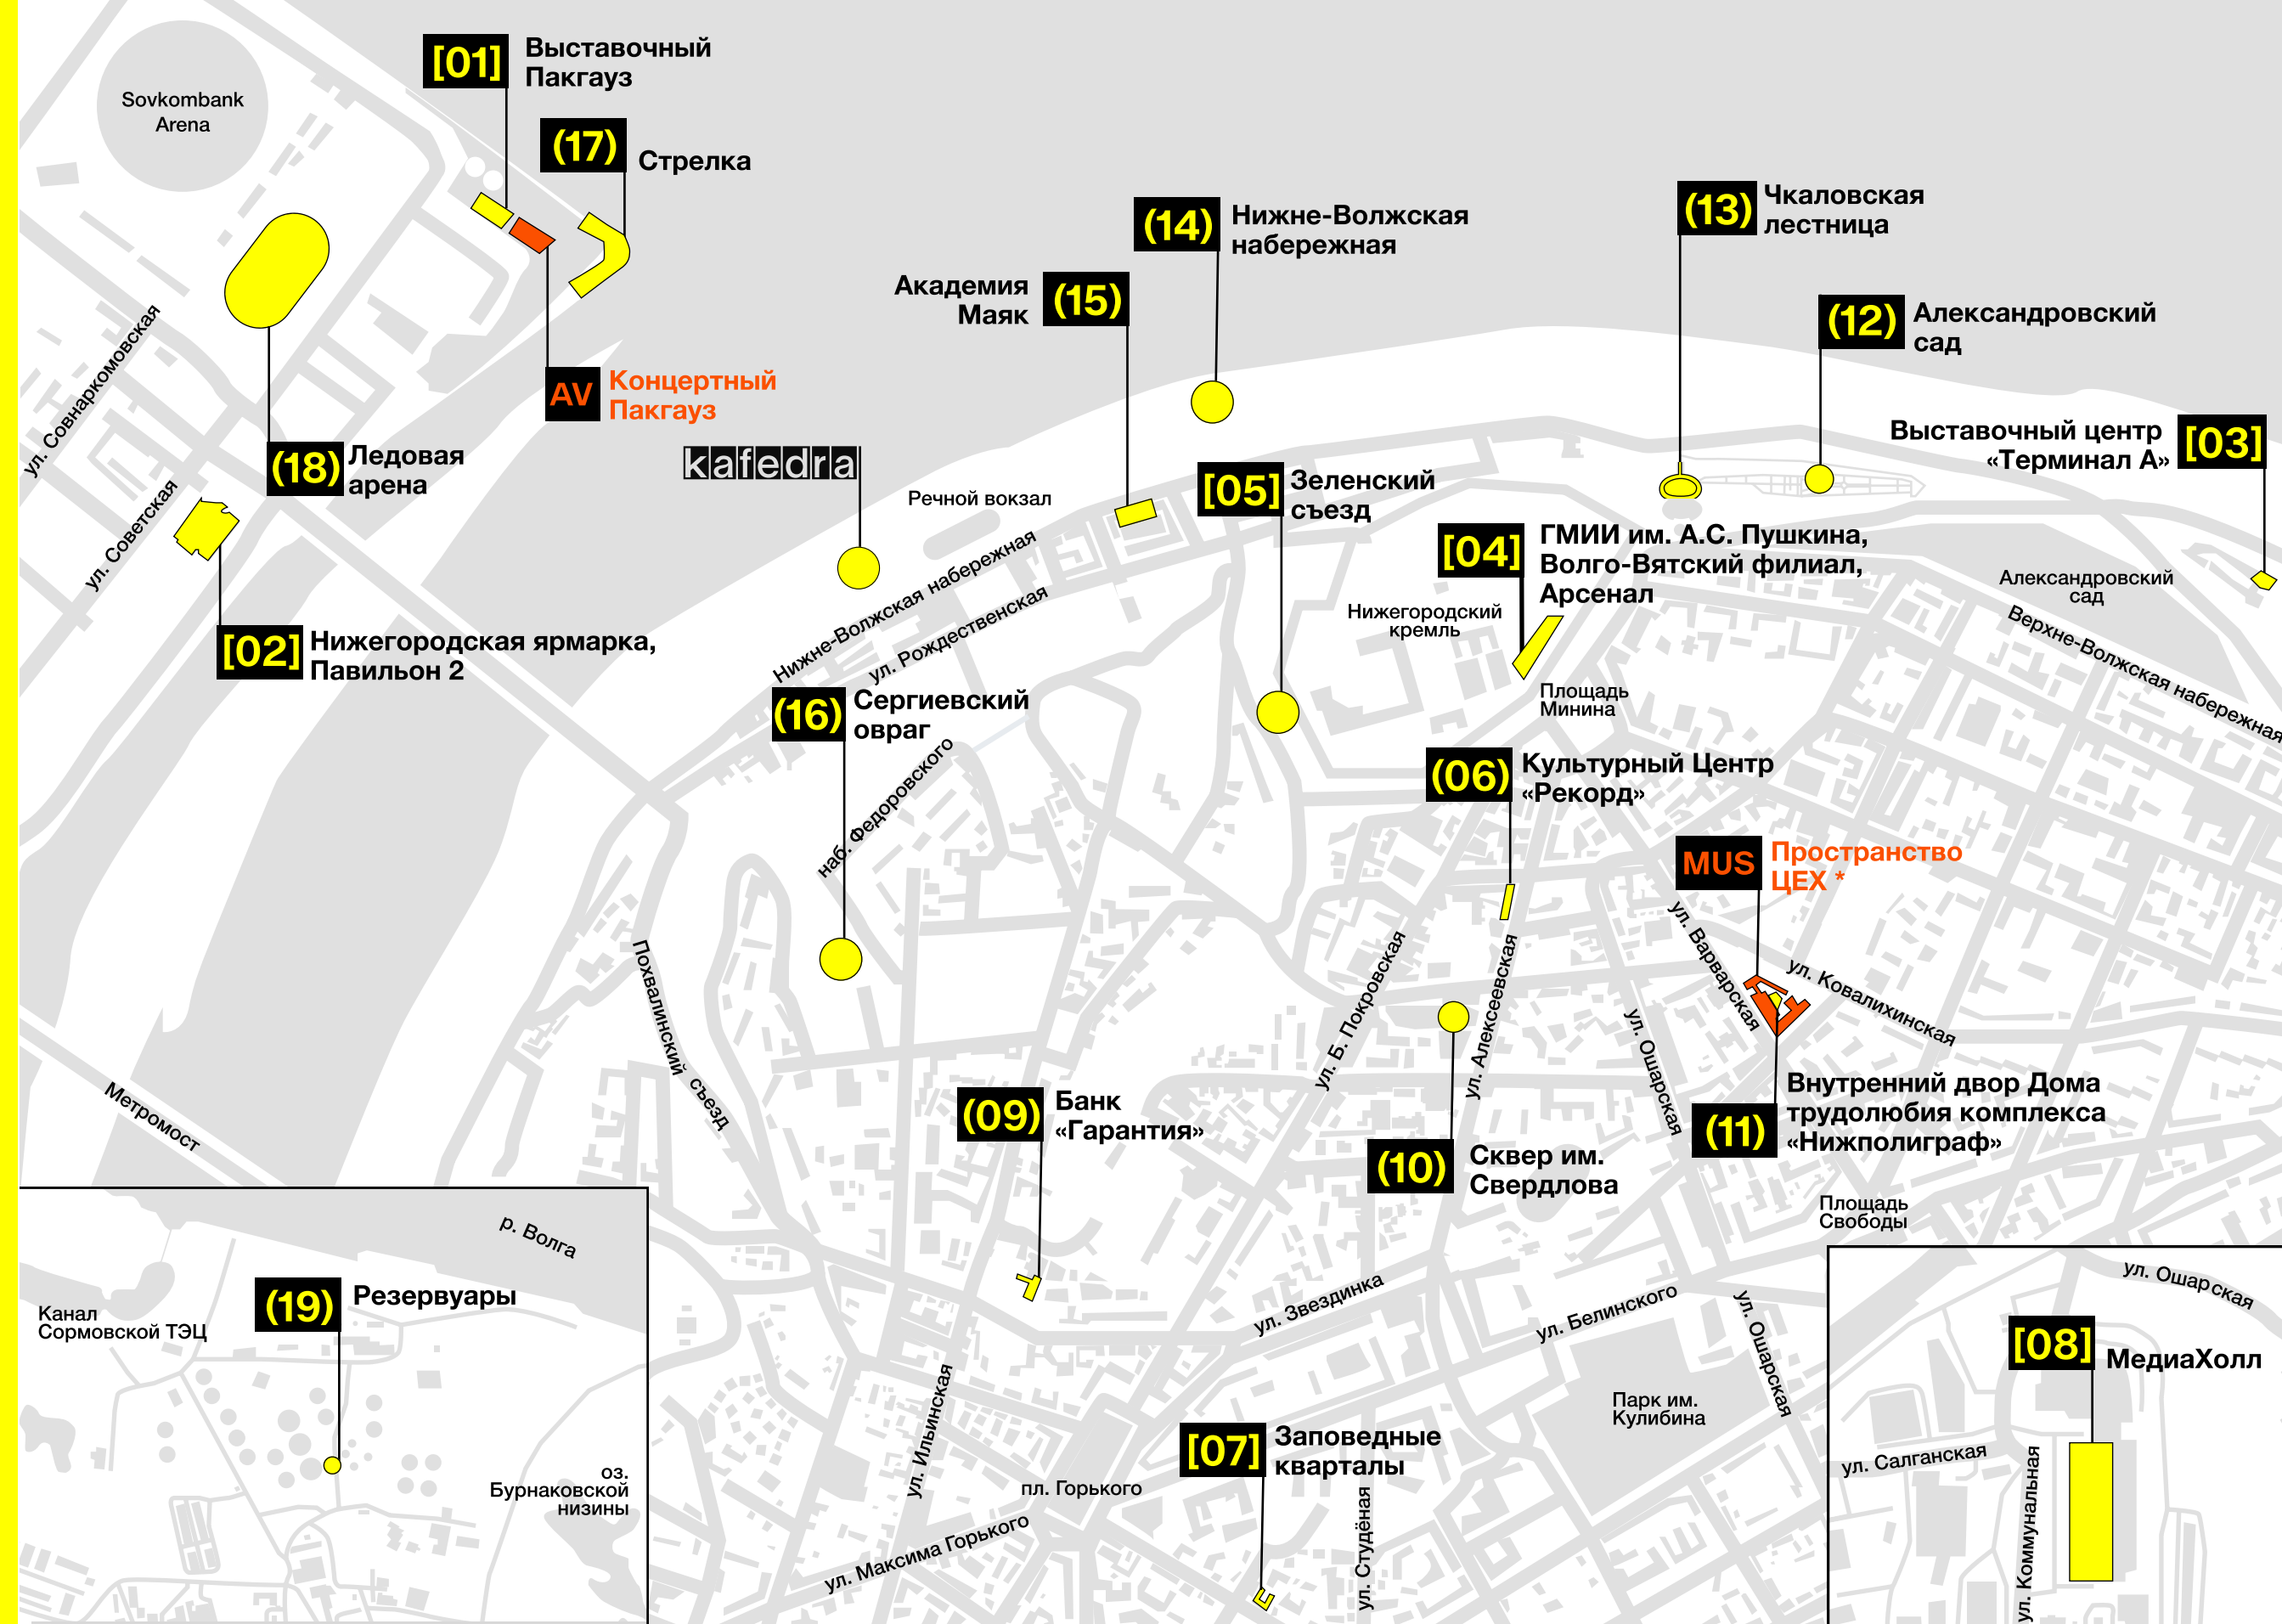 [01]
Выставочный
Пакгауз
Sovkombank
Arena
(17)
Стрелка
(14)
Нижне-Волжская
набережная
(13)
Чкаловская
лестница
Академия
Маяк
(15)
(12)
Александровский
сад
AV
Концертный
Пакгауз
ул. Совнаркомовская
ул. Советская
(18)
Ледовая
арена
kafedra
Речной вокзал
[05]
Зеленский
съезд
Выставочный центр
«Терминал А»
[03]
[04]
ГМИИ им. А.С. Пушкина,
Волго-Вятский филиал,
Арсенал
Нижегородский
кремль
Александровский
сад
Верхне-Волжская набережная
Нижне-Волжская набережная
ул. Рождественская
[02]
Нижегородская ярмарка,
Павильон 2
(16)
Сергиевский
овраг
наб. Федоровского
Площадь
Минина
(06)
Культурный Центр
«Рекорд»
MUS
Пространство
ЦЕХ *
ул. Варварская
ул. Ковалихинская
Похвалинский съезд
ул. Б. Покровская
ул. Алексеевская
ул. Ошарская
Метромост
(09)
Банк
«Гарантия»
(10)
Сквер им.
Свердлова
(11)
Внутренний двор Дома
трудолюбия комплекса
«Нижполиграф»
Площадь
Свободы
р. Волга
(19)
Резервуары
Канал
Сормовской ТЭЦ
оз.
Бурнаковской
низины
ул. Звездинка
ул. Белинского
ул. Ошарская
ул. Ильинская
Парк им.
Кулибина
[07]
Заповедные
кварталы
пл. Горького
ул. Максима Горького
ул. Студёная
ул. Ошарская
[08]
МедиаХолл
ул. Салганская
ул. Коммунальная